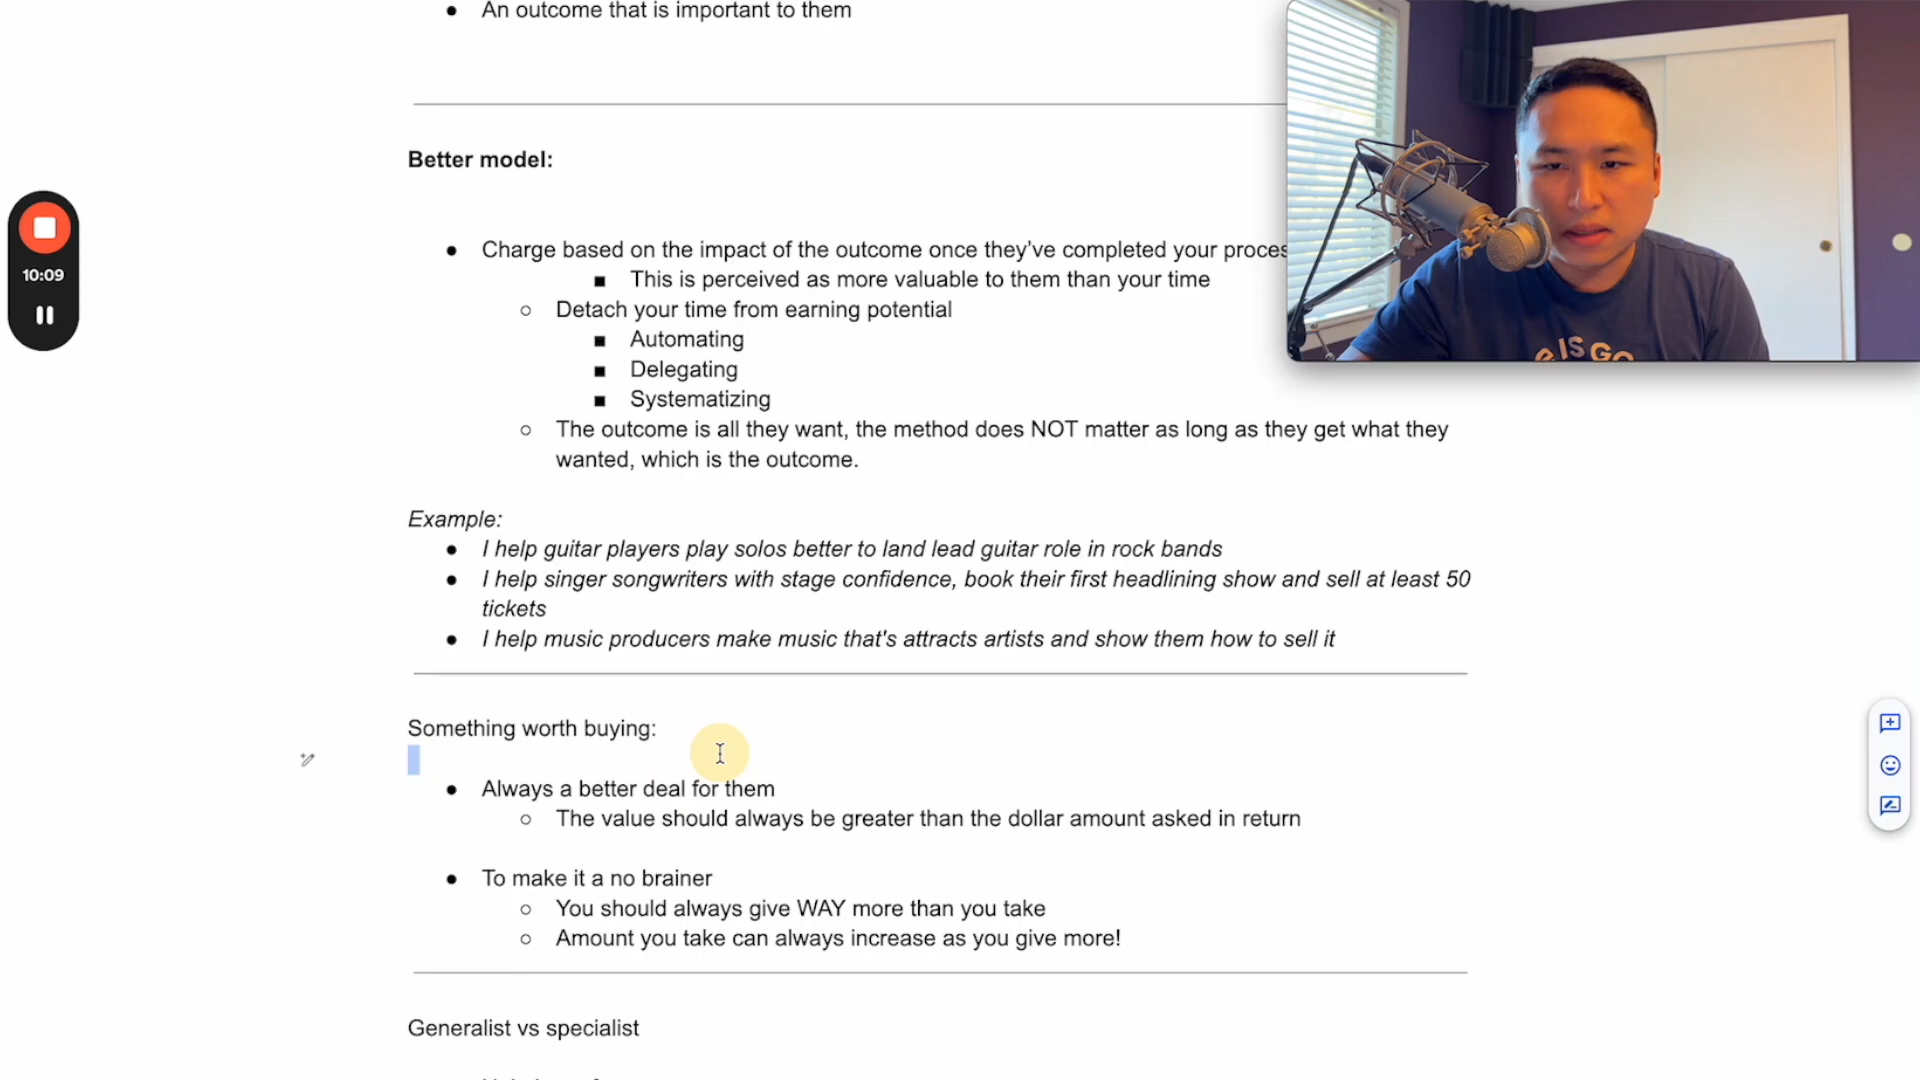 An outcome that is important to them
Better model:
Charge based on the impact of the outcome once they've completed your proces
This is perceived as more valuable to them than your time
Detach your time from earning potential
Automating
Delegating
Systematizing
The outcome is all they want, the method does NOT matter as long as they get what they
wanted, which is the outcome.
10:09
IS GO
Example:
I help guitar players play solos better to land lead guitar role in rock bands
I help singer songwriters with stage confidence, book their first headlining show and sell at least 50
tickets
I help music producers make music that's attracts artists and show them how to sell it
Something worth buying:
Always a better deal for them
The value should always be greater than the dollar amount asked in return
To make it a no brainer
You should always give WAY more than you take
Amount you take can always increase as you give more!
Generalist vs specialist